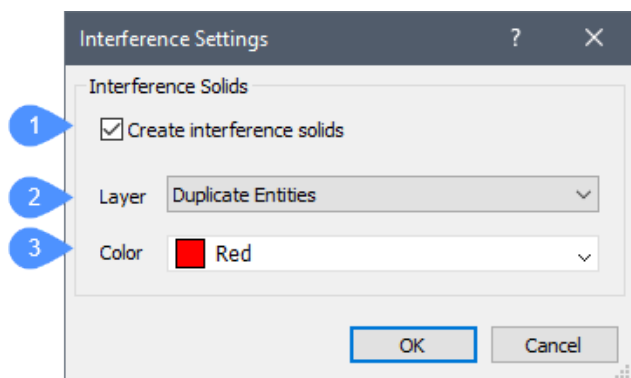 Interference Settings ?
Interference Solids
1 Create interference solids
2 Layer Duplicate Entities
3 Color Red
OK Cancel